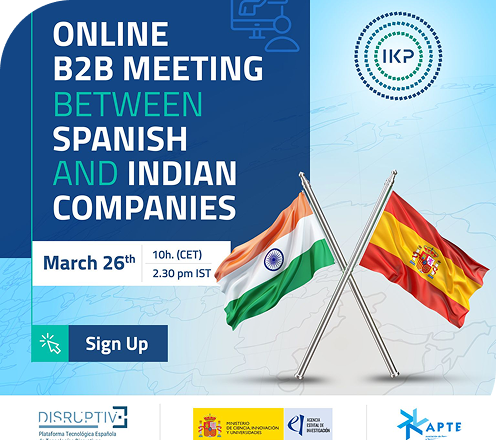 ONLINE
B2B MEETING
BETWEEN
SPANISH
AND INDIAN
COMPANIES
IKP
March 26th
10h. (CET)
2.30 pm IST
Sign Up
DISRUPTIV
Plataforma Tecnológica Española
MINISTERIO
DE CIENCIA, INNOVACIÓN
Y UNIVERSIDADES
AGENCIA
ESTATAL DE
INVESTIGACIÓN
APTE